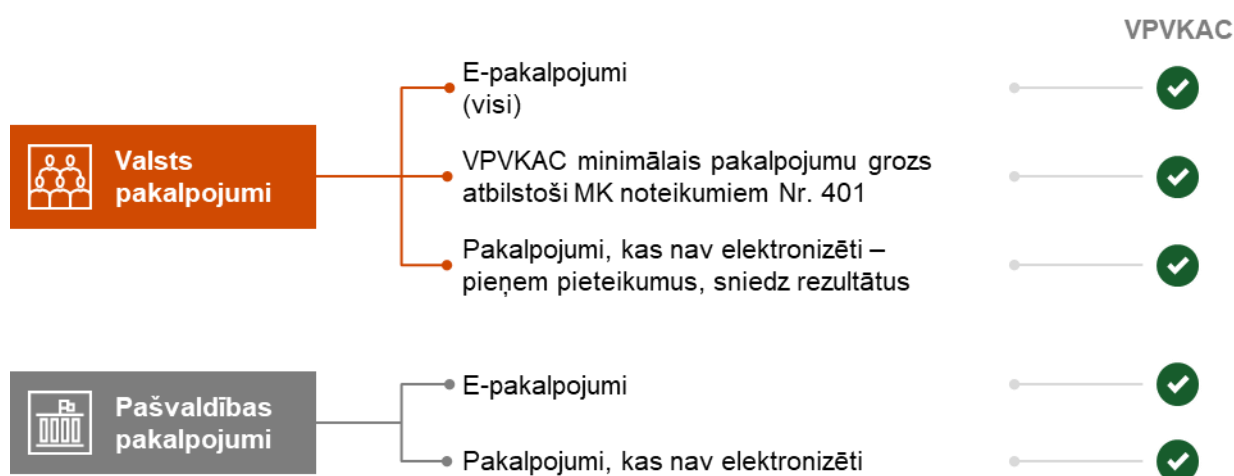 VPVKAC
Valsts
pakalpojumi
E-pakalpojumi
(visi)
VPVKAC minimālais pakalpojumu grozs
atbilstoši MK noteikumiem Nr. 401
Pakalpojumi, kas nav elektronizēti –
pieņem pieteikumus, sniedz rezultātus
Pašvaldības
pakalpojumi
E-pakalpojumi
Pakalpojumi, kas nav elektronizēti